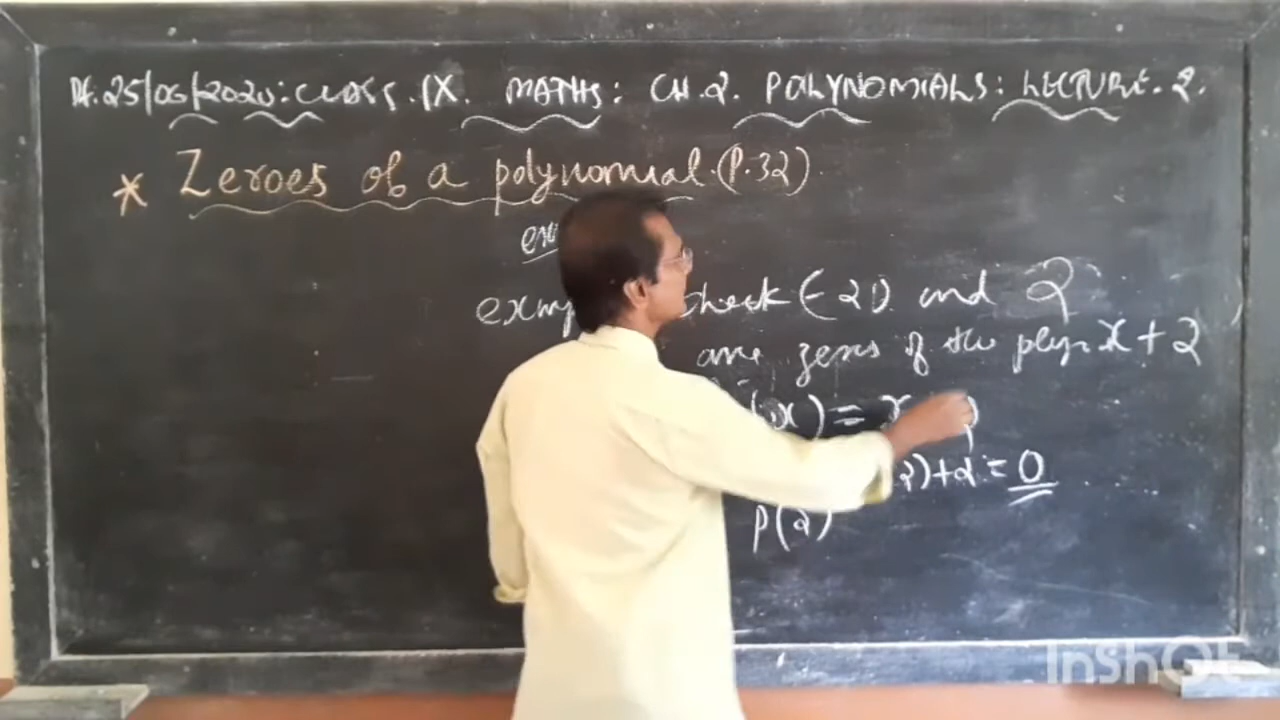 Dt. 25/06/2020: CLASS. IX. MATHS: CH. 2. POLYNOMIALS: LECTURE. 2.
* Zeroes of a polynomial. (P. 32)
check (-2) and 2
are zeros of the x + 2
(x) =
2) + 2 = 0
P(2)
InShOt